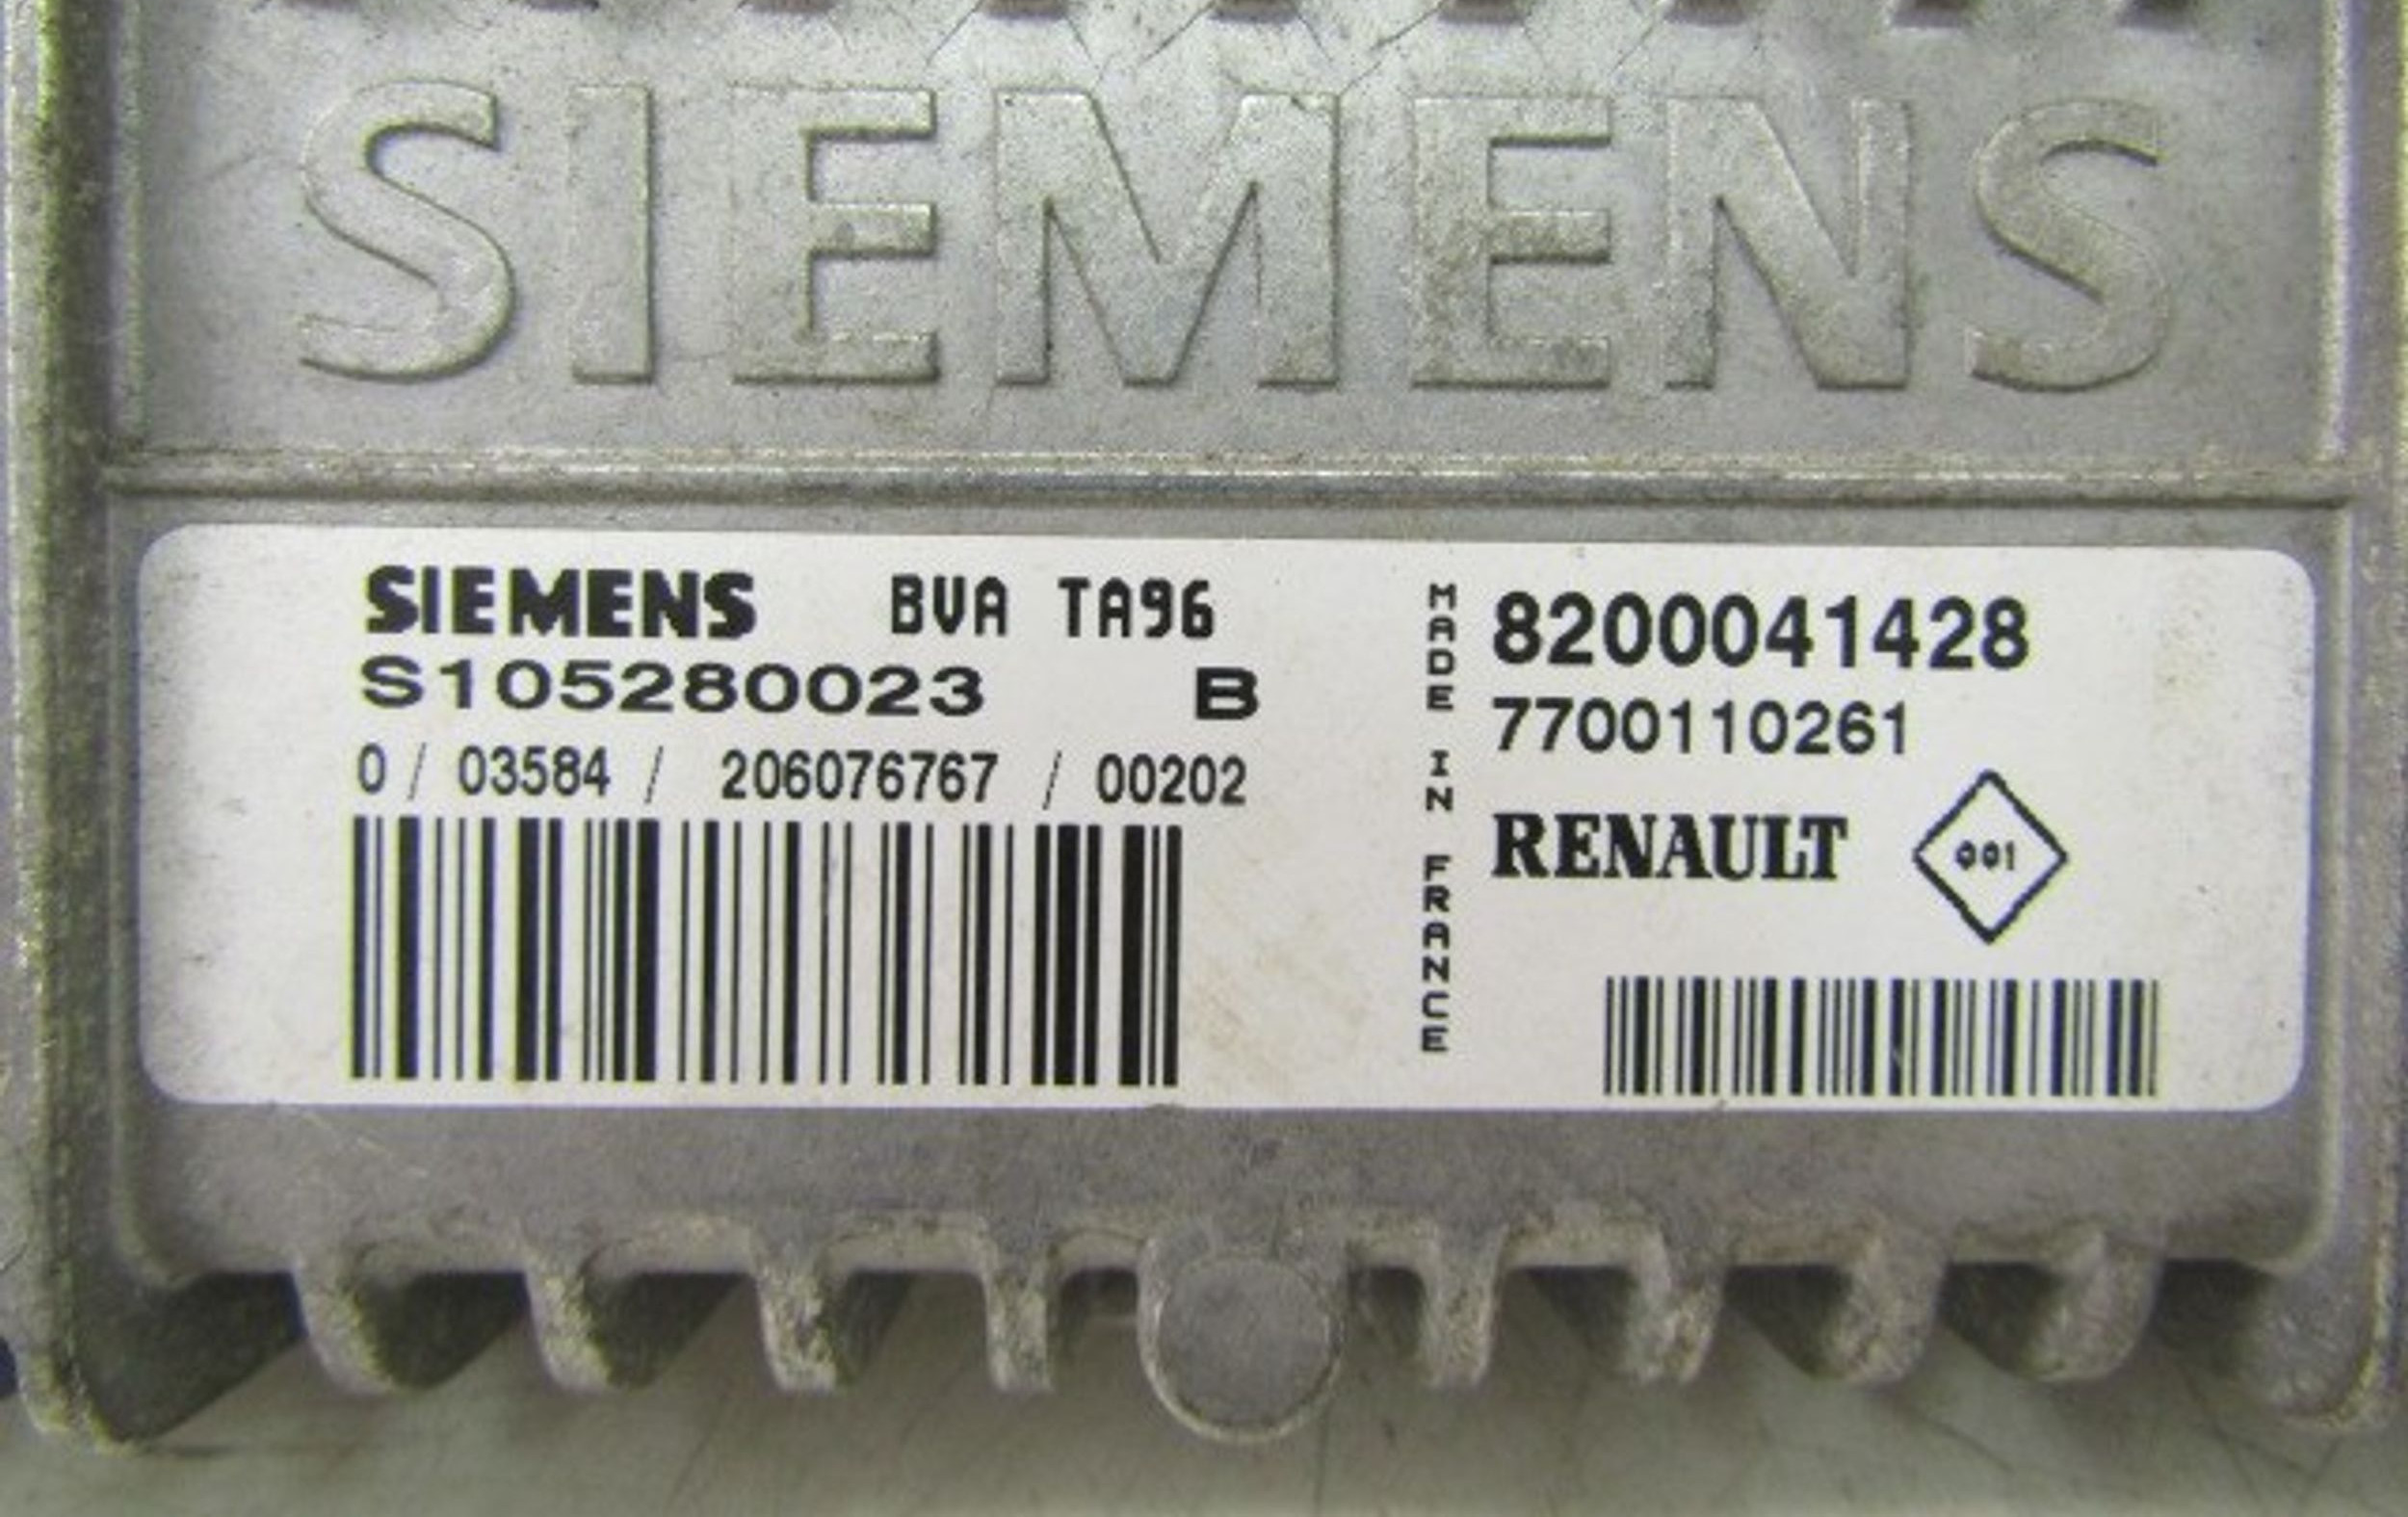 SIEMENS
SIEMENS BVA TA96
S105280023 B
0 / 03584 / 206076767 / 00202
MADE IN FRANCE
8200041428
7700110261
RENAULT 001